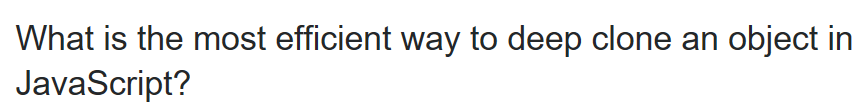 What is the most efficient way to deep clone an object in
JavaScript?